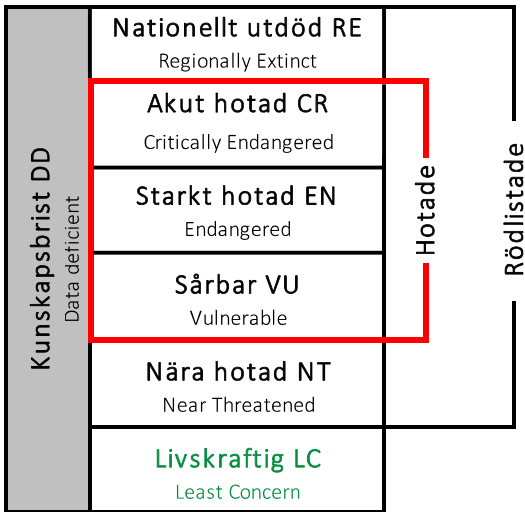 Nationellt utdöd RE
Regionally Extinct
Akut hotad CR
Critically Endangered
Starkt hotad EN
Endangered
Sårbar VU
Vulnerable
Nära hotad NT
Near Threatened
Livskraftig LC
Least Concern
Kunskapsbrist DD
Data deficient
Hotade
Rödlistade